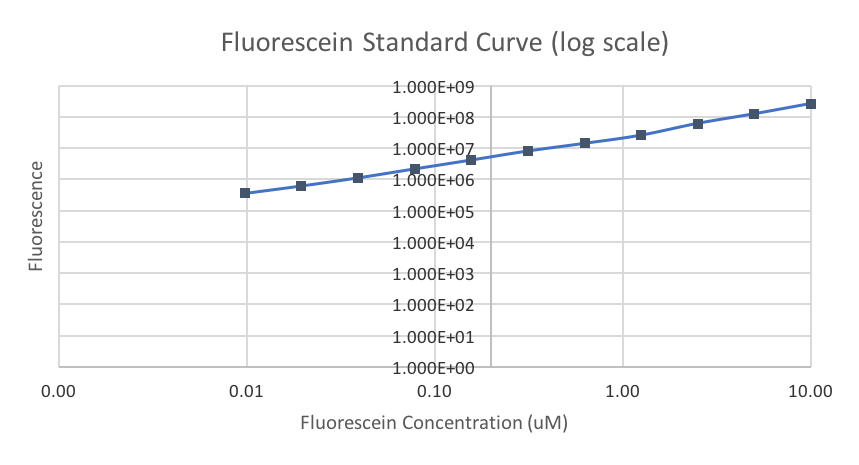 Fluorescein Standard Curve (log scale)
1.000E+09
1.000E+08
1.000E+07
1.000E+06
1.000E+05
1.000E+04
1.000E+03
1.000E+02
1.000E+01
1.000E+00
Fluorescence
0.00 0.01 0.10 1.00 10.00
Fluorescein Concentration (uM)